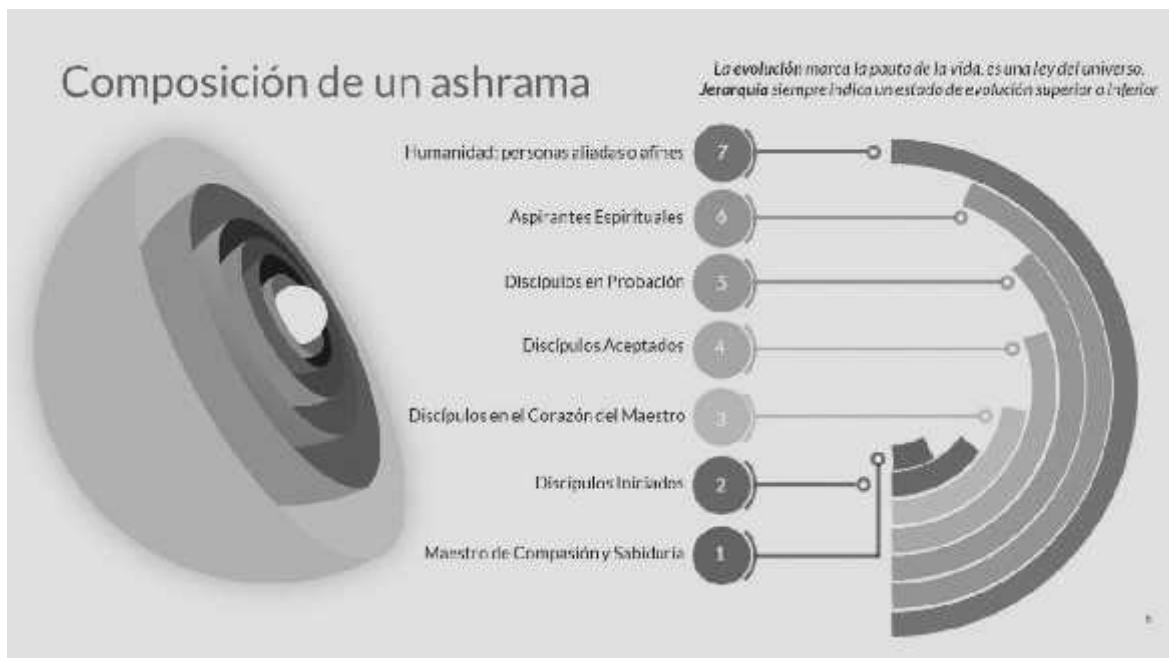 Composición de un ashrama
La evolución marca la pauta de la vida, es una ley del universo.
Jerarquía siempre indica un estado de evolución superior o inferior
Humanidad: personas aliadas o afines 7
Aspirantes Espirituales 6
Discípulos en Probación 5
Discípulos Aceptados 4
Discípulos en el Corazón del Maestro 3
Discípulos Iniciados 2
Maestro de Compasión y Sabiduría 1